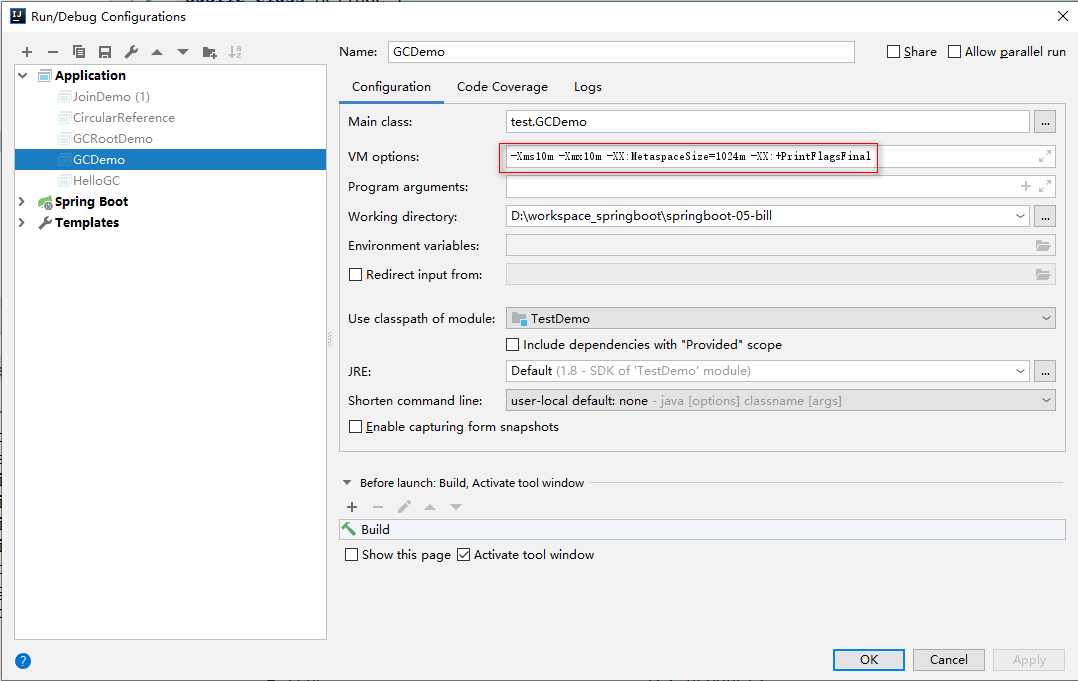 Run/Debug Configurations
Name: GCDemo
Share
Allow parallel run
Application
JoinDemo (1)
CircularReference
GCRootDemo
GCDemo
HelloGC
Spring Boot
Templates
Configuration
Code Coverage
Logs
Main class: test.GCDemo
VM options: -Xms10m -Xmx10m -XX:MetaspaceSize=1024m -XX:+PrintFlagsFinal
Program arguments:
Working directory: D:\workspace_springboot\springboot-05-bill
Environment variables:
Redirect input from:
Use classpath of module: TestDemo
Include dependencies with "Provided" scope
JRE: Default (1.8 - SDK of 'TestDemo' module)
Shorten command line: user-local default: none - java [options] classname [args]
Enable capturing form snapshots
Before launch: Build, Activate tool window
Build
Show this page
Activate tool window
OK
Cancel
Apply